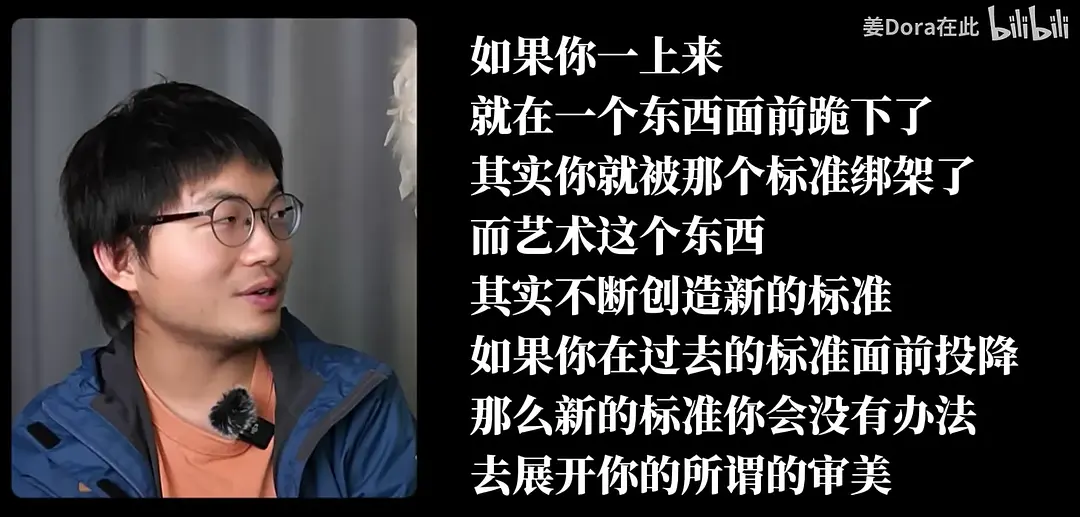 姜Dora在此 bilibili
如果你一上来
就在一个东西面前跪下了
其实你就被那个标准绑架了
而艺术这个东西
其实不断创造新的标准
如果你在过去的标准面前投降
那么新的标准你会没有办法
去展开你的所谓的审美